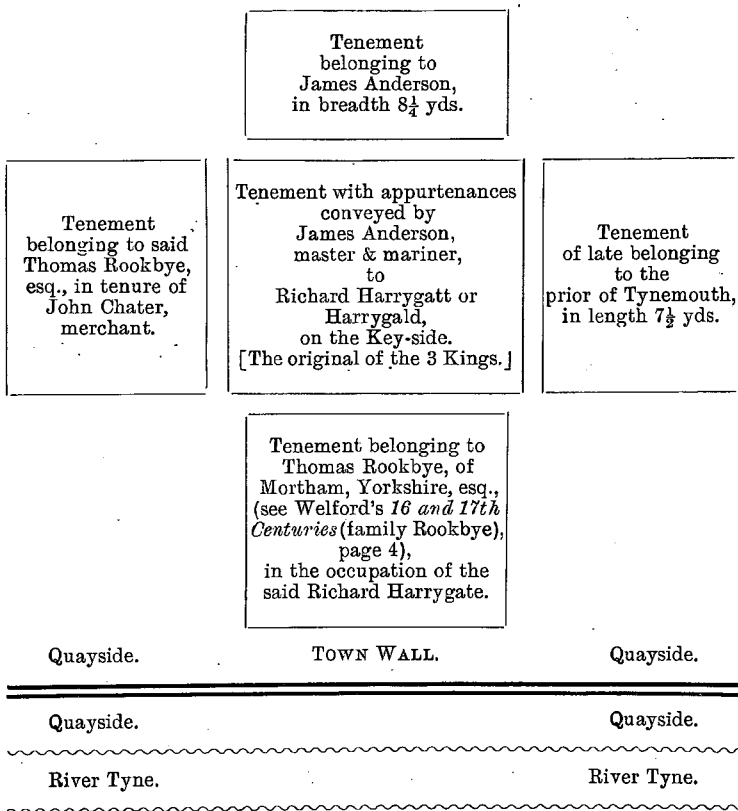 Tenement
belonging to
James Anderson,
in breadth 8¼ yds.
Tenement
belonging to said
Thomas Rookbye,
esq., in tenure of
John Chater,
merchant.
Tenement with appurtenances
conveyed by
James Anderson,
master & mariner,
to
Richard Harrygatt or
Harrygald,
on the Key-side.
[The original of the 3 Kings.]
Tenement
of late belonging
to the
prior of Tynemouth,
in length 7½ yds.
Tenement belonging to
Thomas Rookbye, of
Mortham, Yorkshire, esq.,
(see Welford's 16 and 17th
Centuries (family Rookbye),
page 4),
in the occupation of the
said Richard Harrygate.
Quayside. TOWN WALL. Quayside.
Quayside. Quayside.
River Tyne. River Tyne.